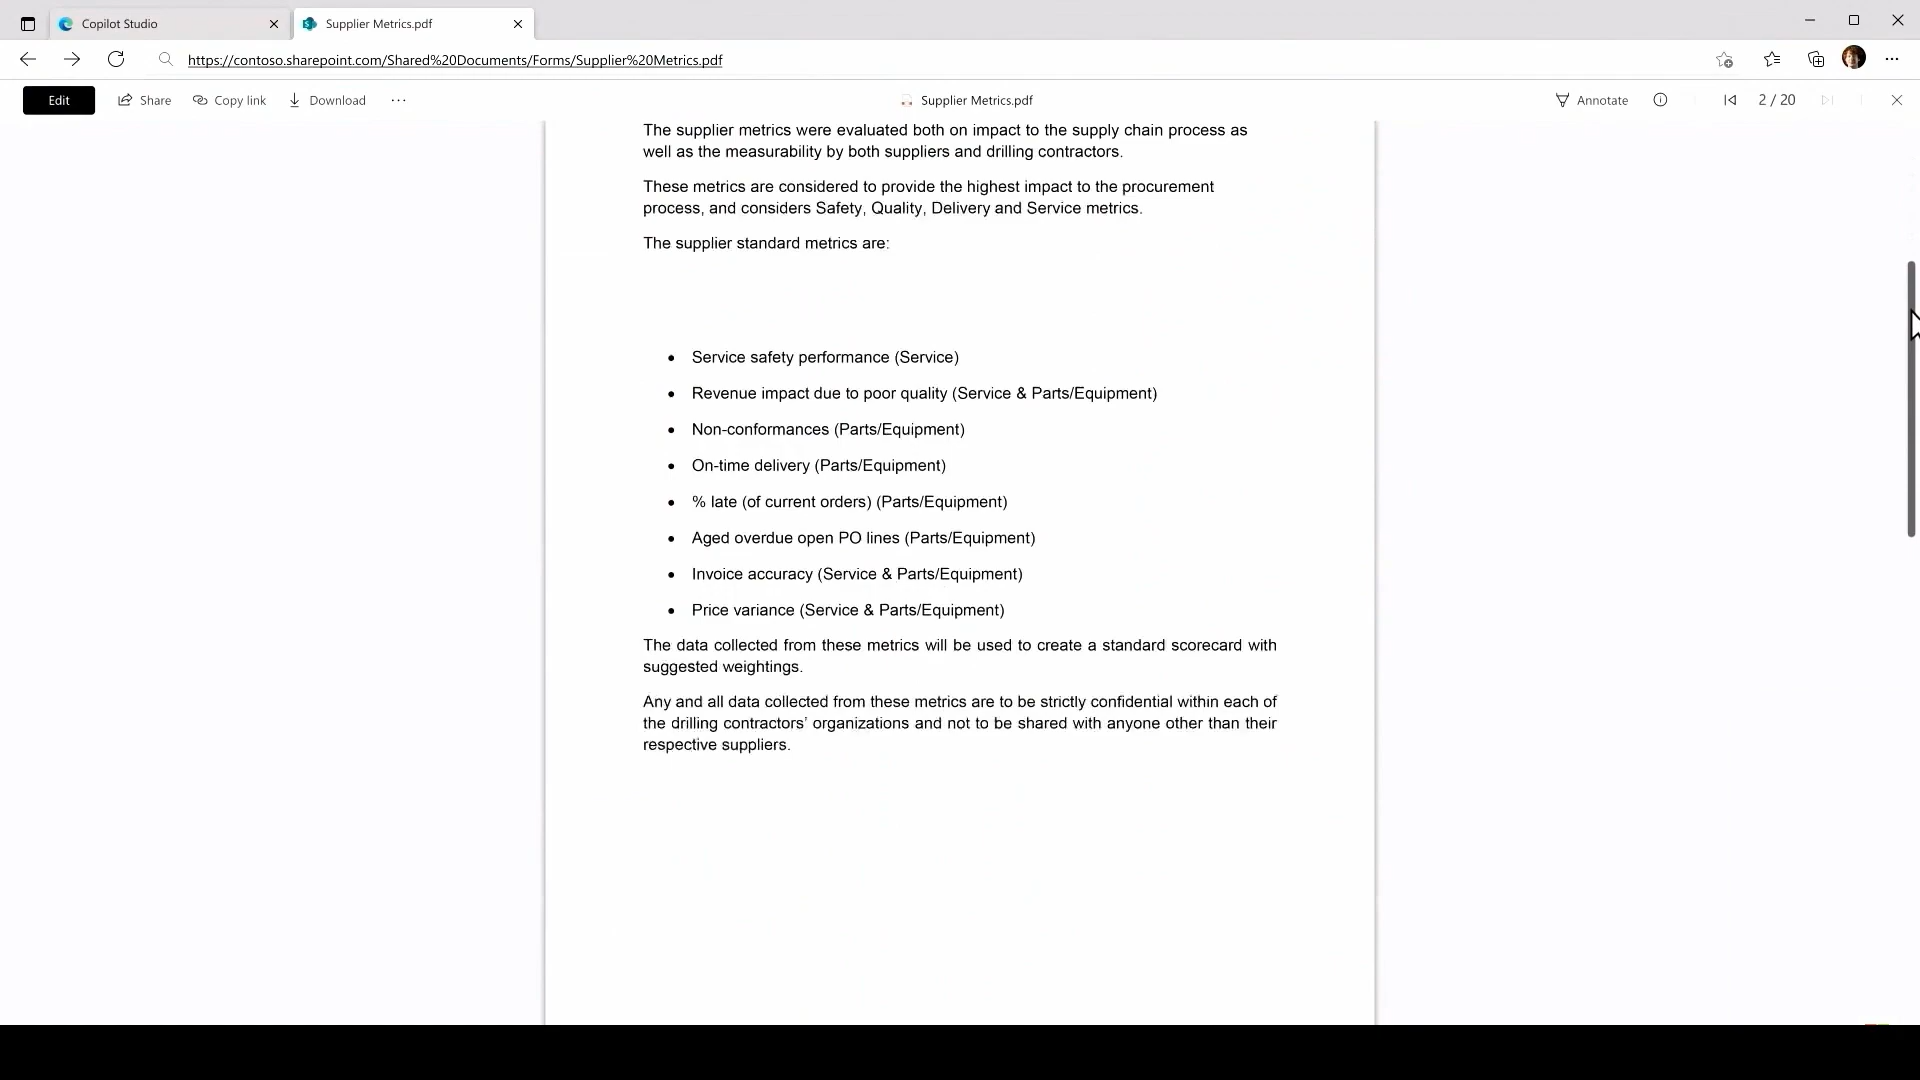 Copilot Studio
Supplier Metrics.pdf
https://contoso.sharepoint.com/Shared%20Documents/Forms/Supplier%20Metrics.pdf
Edit
Share
Copy link
Download
Supplier Metrics.pdf
Annotate
2 / 20
The supplier metrics were evaluated both on impact to the supply chain process as
well as the measurability by both suppliers and drilling contractors.
These metrics are considered to provide the highest impact to the procurement
process, and considers Safety, Quality, Delivery and Service metrics.
The supplier standard metrics are:
• Service safety performance (Service)
• Revenue impact due to poor quality (Service & Parts/Equipment)
• Non-conformances (Parts/Equipment)
• On-time delivery (Parts/Equipment)
• % late (of current orders) (Parts/Equipment)
• Aged overdue open PO lines (Parts/Equipment)
• Invoice accuracy (Service & Parts/Equipment)
• Price variance (Service & Parts/Equipment)
The data collected from these metrics will be used to create a standard scorecard with
suggested weightings.
Any and all data collected from these metrics are to be strictly confidential within each of
the drilling contractors’ organizations and not to be shared with anyone other than their
respective suppliers.